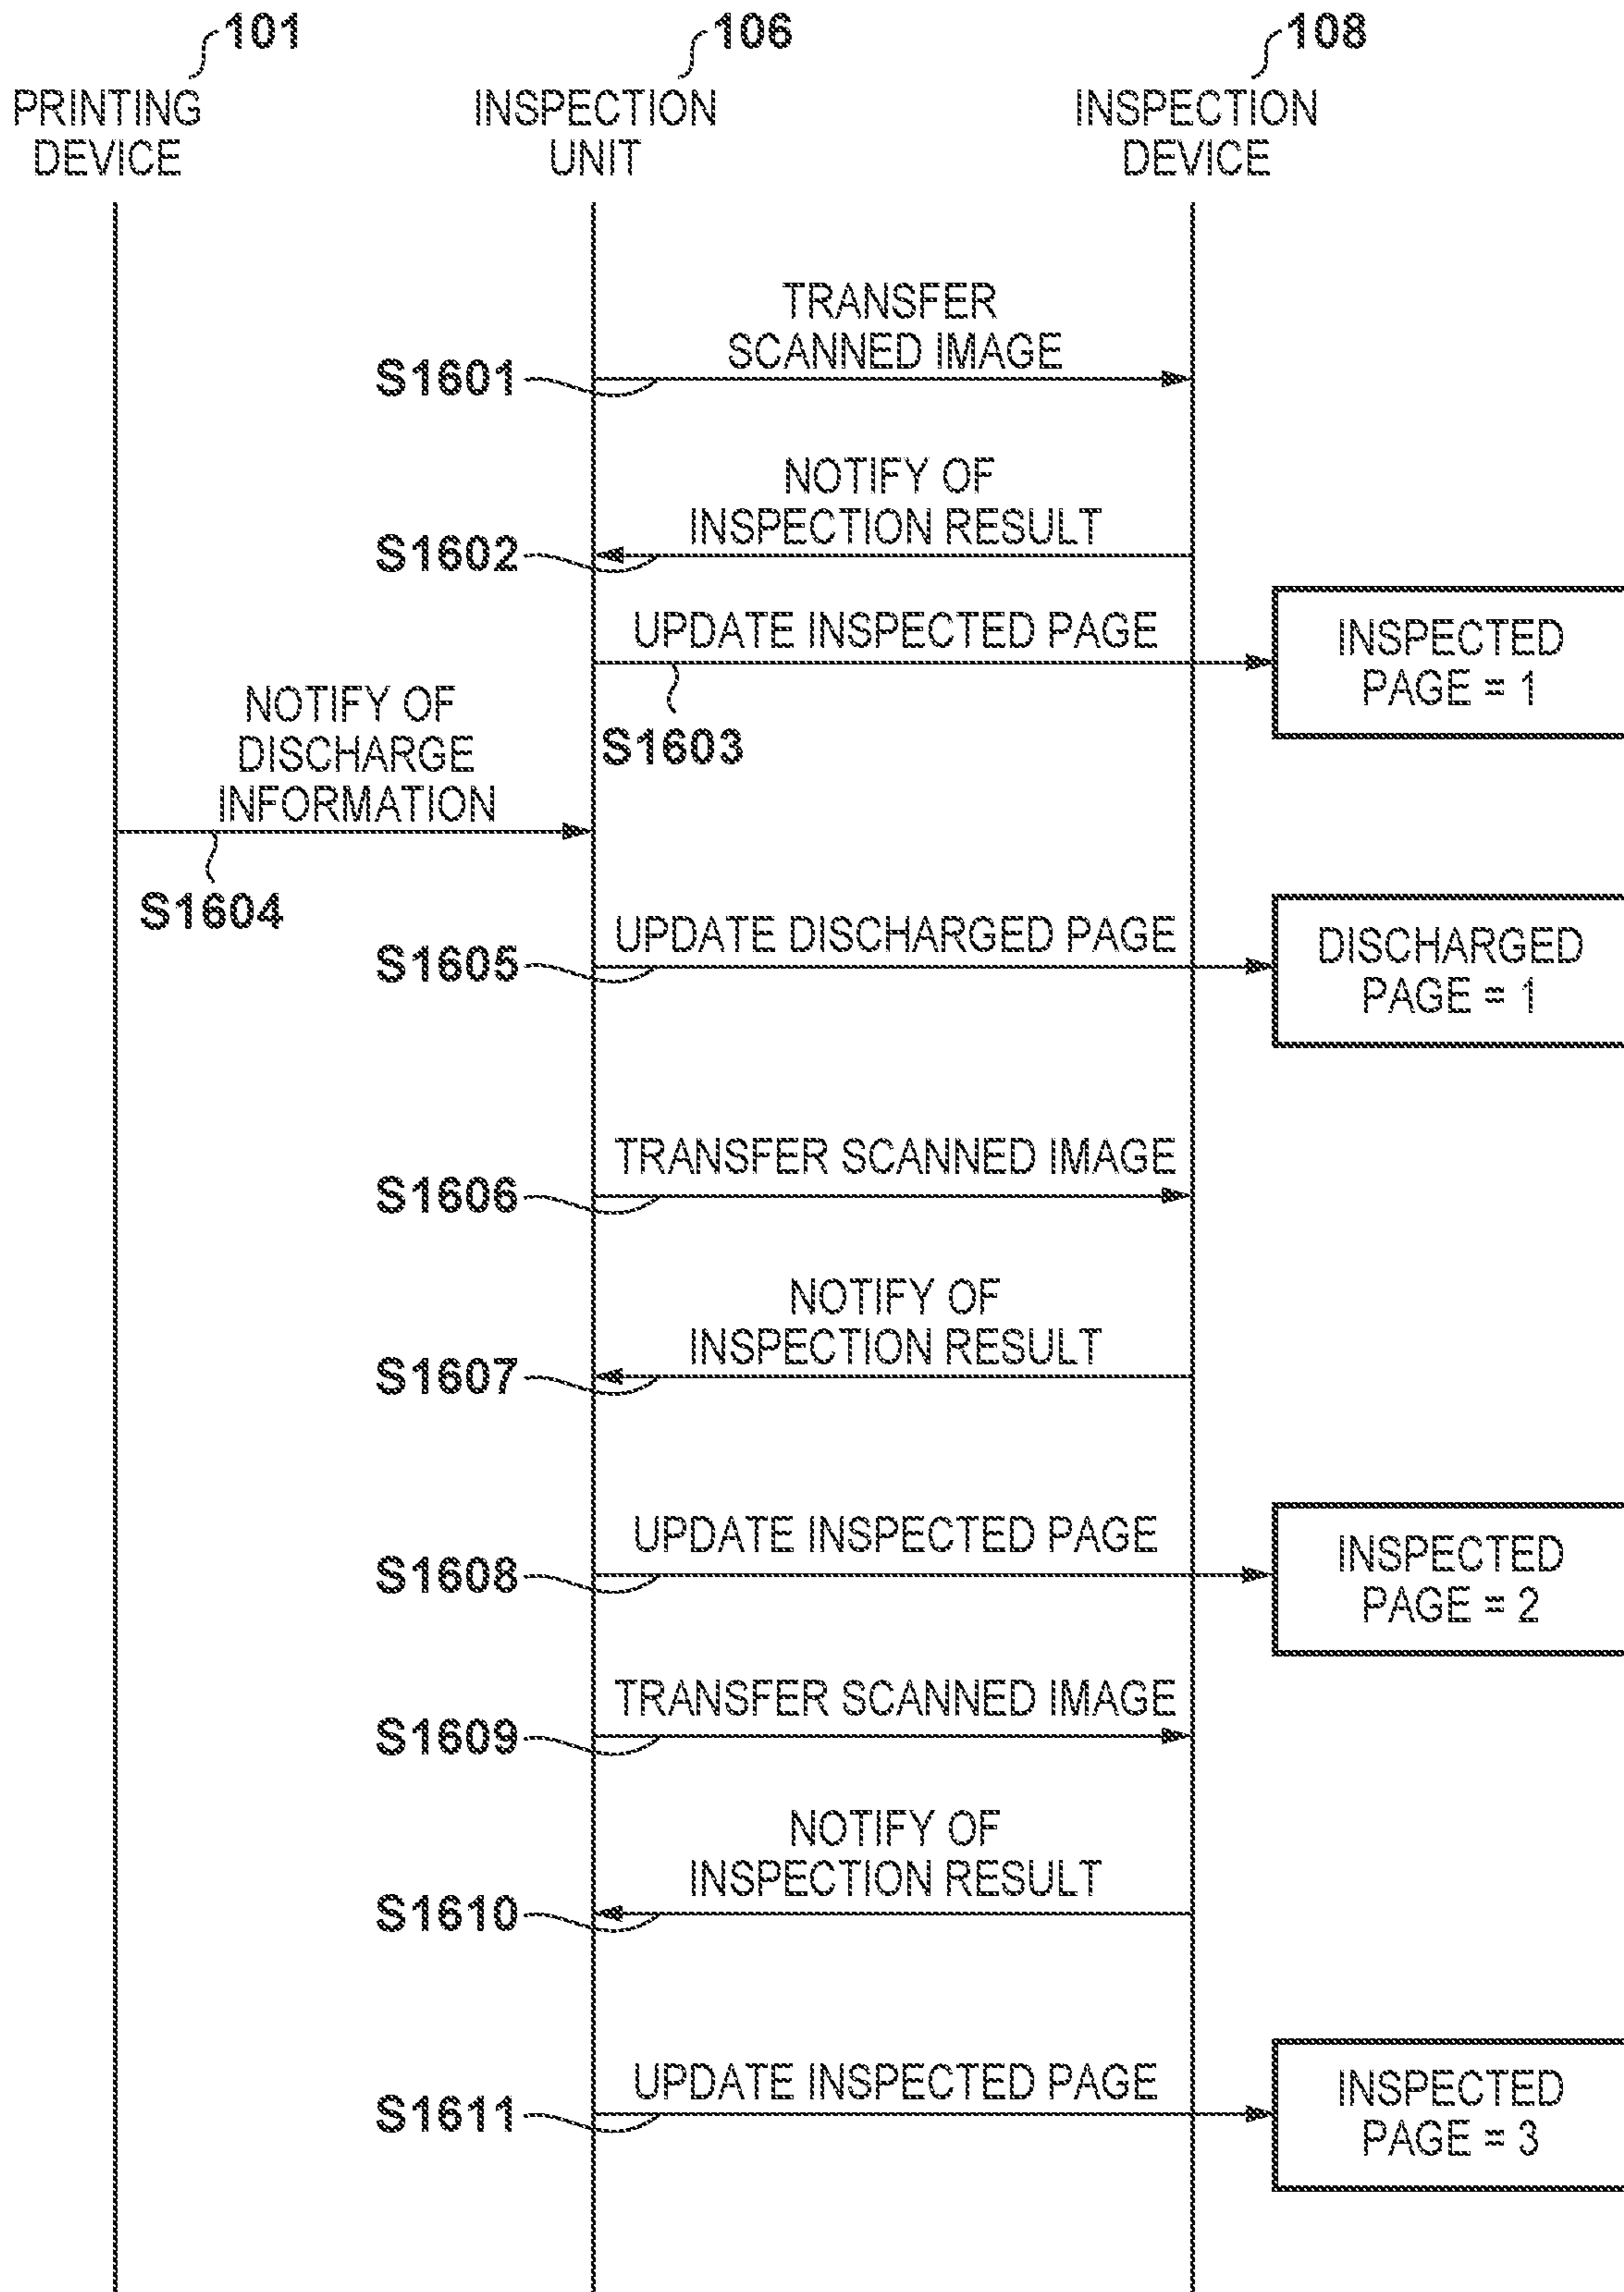 101
106
108
PRINTING
DEVICE
INSPECTION
UNIT
INSPECTION
DEVICE
TRANSFER
SCANNED IMAGE
S1601
NOTIFY OF
INSPECTION RESULT
S1602
UPDATE INSPECTED PAGE
INSPECTED
PAGE = 1
S1603
NOTIFY OF
DISCHARGE
INFORMATION
S1604
UPDATE DISCHARGED PAGE
S1605
DISCHARGED
PAGE = 1
TRANSFER SCANNED IMAGE
S1606
NOTIFY OF
INSPECTION RESULT
S1607
UPDATE INSPECTED PAGE
S1608
INSPECTED
PAGE = 2
TRANSFER SCANNED IMAGE
S1609
NOTIFY OF
INSPECTION RESULT
S1610
UPDATE INSPECTED PAGE
S1611
INSPECTED
PAGE = 3